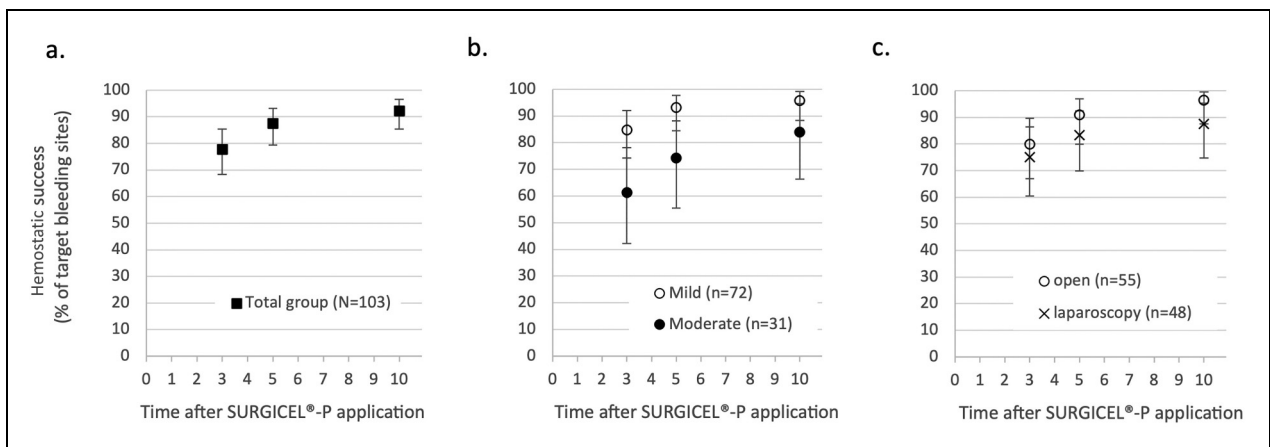 a.
Hemostatic success
(% of target bleeding sites)
100
90
80
70
60
50
40
30
20
10
0
■ Total group (N=103)
0 1 2 3 4 5 6 7 8 9 10
Time after SURGICEL®-P application
b.
100
90
80
70
60
50
40
30
20
10
0
Mild (n=72)
Moderate (n=31)
0 1 2 3 4 5 6 7 8 9 10
Time after SURGICEL®-P application
c.
100
90
80
70
60
50
40
30
20
10
0
open (n=55)
laparoscopy (n=48)
0 1 2 3 4 5 6 7 8 9 10
Time after SURGICEL®-P application